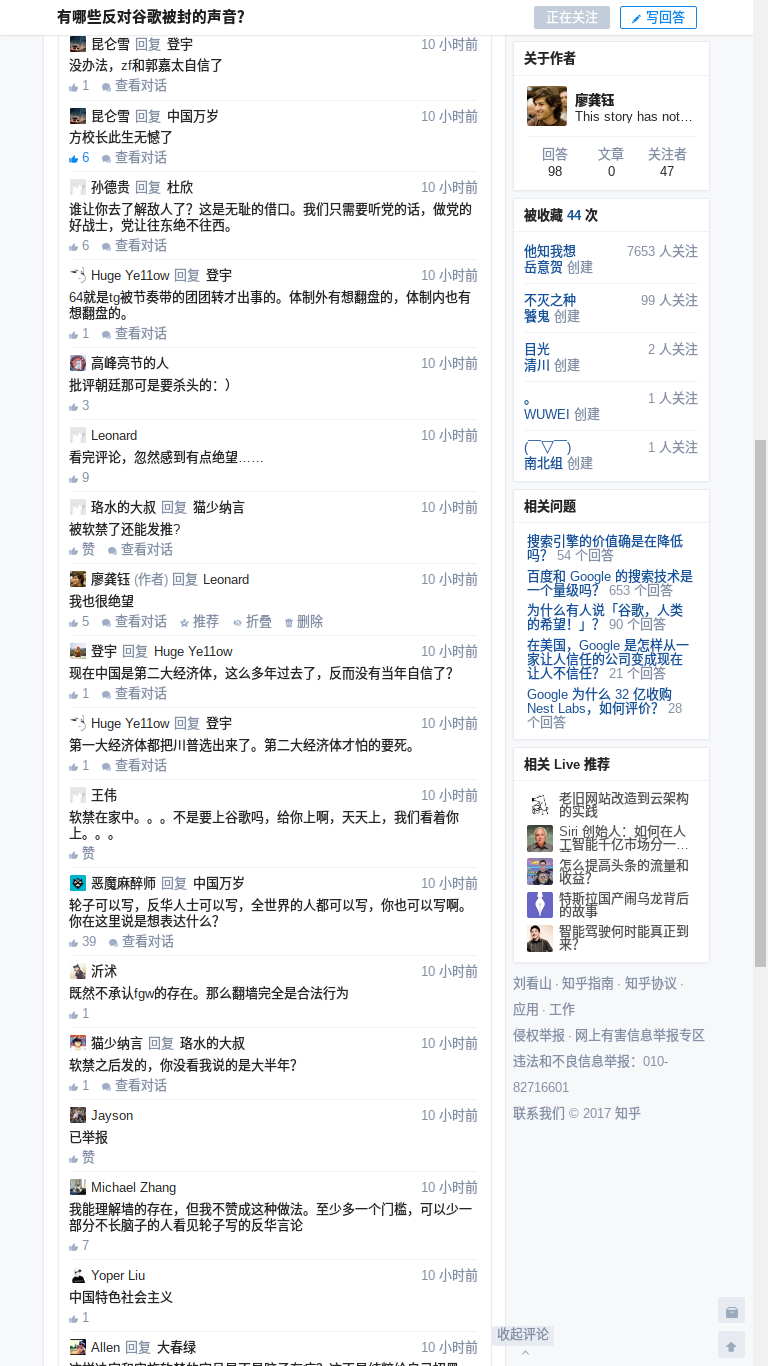 有哪些反对谷歌被封的声音？
正在关注
写回答
昆仑雪 回复 登宇
10 小时前
没办法，zf和郭嘉太自信了
1 查看对话
昆仑雪 回复 中国万岁
10 小时前
方校长此生无憾了
6 查看对话
孙德贵 回复 杜欣
10 小时前
谁让你去了解敌人了？这是无耻的借口。我们只需要听党的话，做党的
好战士，党让往东绝不往西。
6 查看对话
Huge Ye11ow 回复 登宇
10 小时前
64就是tg被节奏带的团团转才出事的。体制外有想翻盘的，体制内也有
想翻盘的。
1 查看对话
高峰亮节的人
10 小时前
批评朝廷那可是要杀头的：）
3
Leonard
10 小时前
看完评论，忽然感到有点绝望……
9
珞水的大叔 回复 猫少纳言
10 小时前
被软禁了还能发推?
赞 查看对话
廖龚钰 (作者) 回复 Leonard
10 小时前
我也很绝望
5 查看对话 推荐 折叠 删除
登宇 回复 Huge Ye11ow
10 小时前
现在中国是第二大经济体，这么多年过去了，反而没有当年自信了？
1 查看对话
Huge Ye11ow 回复 登宇
10 小时前
第一大经济体都把川普选出来了。第二大经济体才怕的要死。
1 查看对话
王伟
10 小时前
软禁在家中。。。不是要上谷歌吗，给你上啊，天天上，我们看着你
上。。。
赞
恶魔麻醉师 回复 中国万岁
10 小时前
轮子可以写，反华人士可以写，全世界的人都可以写，你也可以写啊。
你在这里说是想表达什么？
39 查看对话
沂沭
10 小时前
既然不承认fgw的存在。那么翻墙完全是合法行为
1
猫少纳言 回复 珞水的大叔
10 小时前
软禁之后发的，你没看我说的是大半年？
1 查看对话
Jayson
10 小时前
已举报
赞
Michael Zhang
10 小时前
我能理解墙的存在，但我不赞成这种做法。至少多一个门槛，可以少一
部分不长脑子的人看见轮子写的反华言论
7
Yoper Liu
10 小时前
中国特色社会主义
1
Allen 回复 大春绿
10 小时前
收起评论
关于作者
廖龚钰
This story has not…
回答 文章 关注者
98 0 47
被收藏 44 次
他知我想 7653 人关注
岳意贺 创建
不灭之种 99 人关注
饕鬼 创建
目光 2 人关注
清川 创建
。 1 人关注
WUWEI 创建
(￣▽￣) 1 人关注
南北组 创建
相关问题
搜索引擎的价值确是在降低
吗？ 54 个回答
百度和 Google 的搜索技术是
一个量级吗？ 653 个回答
为什么有人说「谷歌，人类
的希望！」？ 90 个回答
在美国，Google 是怎样从一
家让人信任的公司变成现在
让人不信任？ 21 个回答
Google 为什么 32 亿收购
Nest Labs，如何评价？ 28
个回答
相关 Live 推荐
老旧网站改造到云架构
的实践
Siri 创始人：如何在人
工智能千亿市场分一…
怎么提高头条的流量和
收益？
特斯拉国产闹乌龙背后
的故事
智能驾驶何时能真正到
来？
刘看山 · 知乎指南 · 知乎协议 ·
应用 · 工作
侵权举报 · 网上有害信息举报专区
违法和不良信息举报：010-
82716601
联系我们 © 2017 知乎